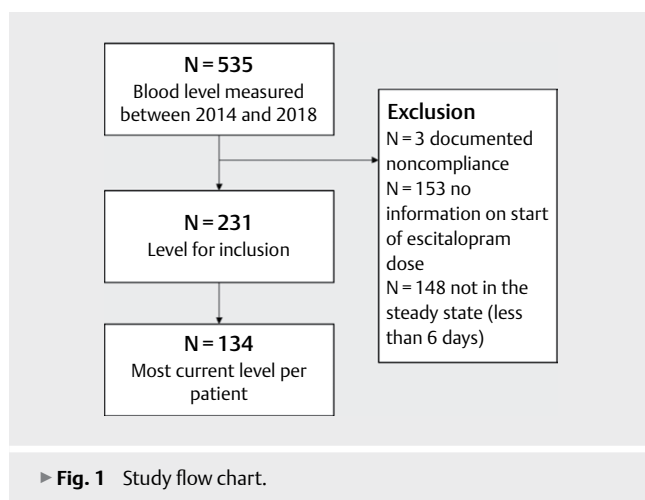 N = 535
Blood level measured
between 2014 and 2018
Exclusion
N = 3 documented
noncompliance
N = 153 no
information on start
of escitalopram
dose
N = 148 not in the
steady state (less
than 6 days)
N = 231
Level for inclusion
N = 134
Most current level per
patient
▶ Fig. 1 Study flow chart.